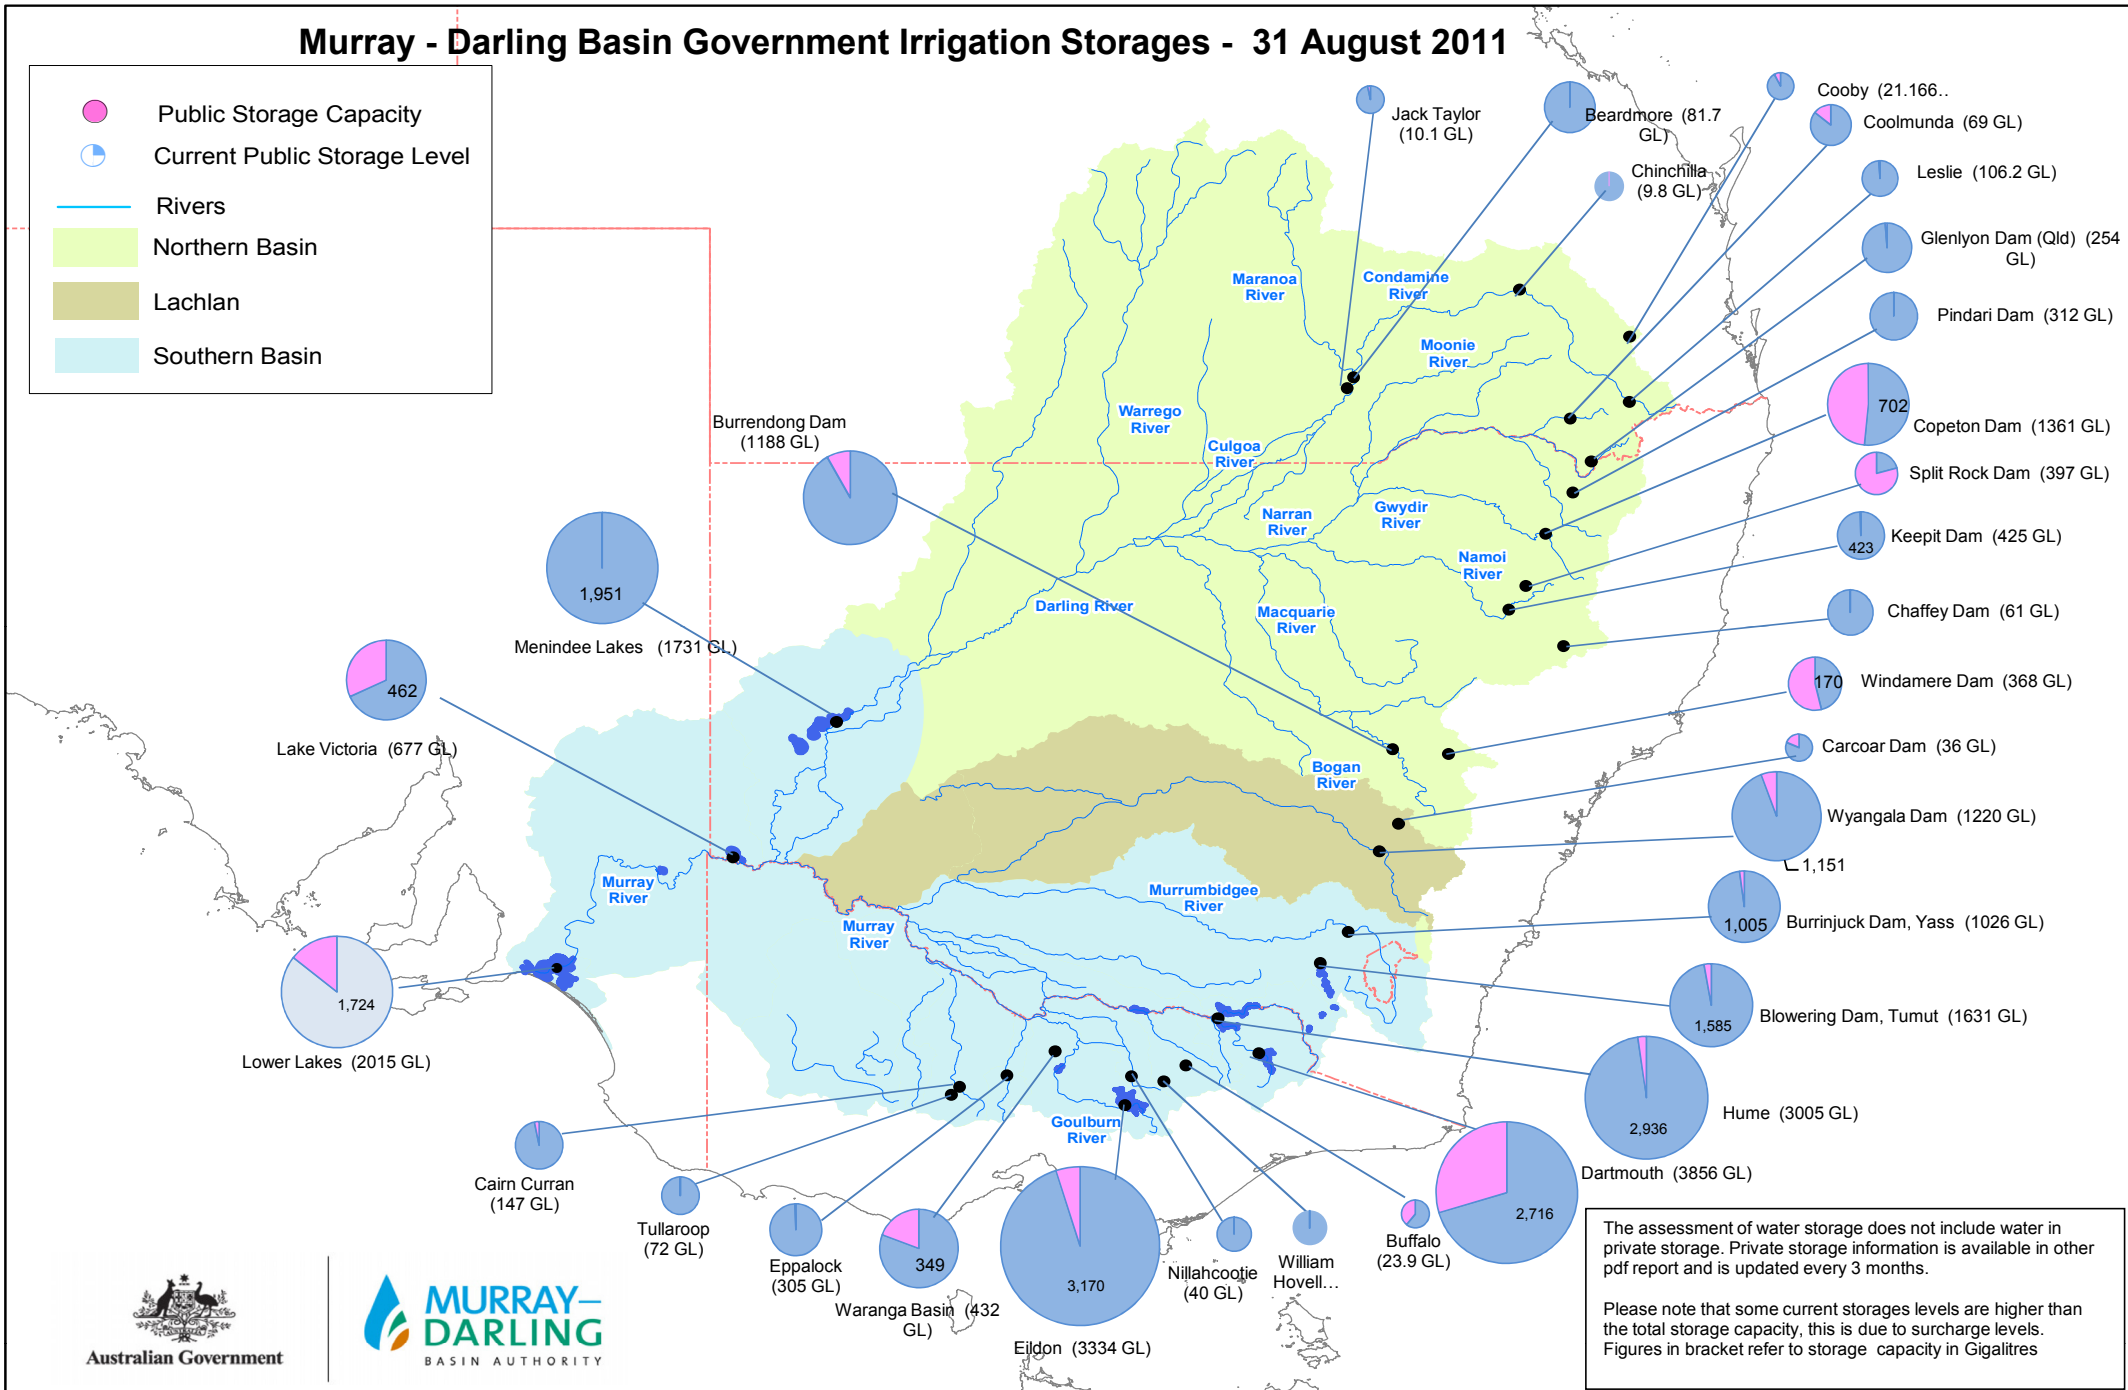 Murray - Darling Basin Government Irrigation Storages - 31 August 2011
Public Storage Capacity
Current Public Storage Level
Rivers
Northern Basin
Lachlan
Southern Basin
Jack Taylor
(10.1 GL)
Beardmore (81.7
GL)
Chinchilla
(9.8 GL)
Cooby (21.166..
Coolmunda (69 GL)
Leslie (106.2 GL)
Glenlyon Dam (Qld) (254
GL)
Pindari Dam (312 GL)
702
Copeton Dam (1361 GL)
Split Rock Dam (397 GL)
423
Keepit Dam (425 GL)
Chaffey Dam (61 GL)
170
Windamere Dam (368 GL)
Carcoar Dam (36 GL)
Wyangala Dam (1220 GL)
1,151
1,005
Burrinjuck Dam, Yass (1026 GL)
1,585
Blowering Dam, Tumut (1631 GL)
2,936
Hume (3005 GL)
Dartmouth (3856 GL)
2,716
Maranoa
River
Condamine
River
Moonie
River
Warrego
River
Culgoa
River
Narran
River
Gwydir
River
Namoi
River
Darling River
Macquarie
River
Bogan
River
Murrumbidgee
River
Murray
River
Murray
River
Goulburn
River
Burrendong Dam
(1188 GL)
1,951
Menindee Lakes (1731 GL)
462
Lake Victoria (677 GL)
1,724
Lower Lakes (2015 GL)
Cairn Curran
(147 GL)
Tullaroop
(72 GL)
Eppalock
(305 GL)
349
Waranga Basin (432
GL)
3,170
Eildon (3334 GL)
Nillahcootie
(40 GL)
William
Hovell...
Buffalo
(23.9 GL)
The assessment of water storage does not include water in
private storage. Private storage information is available in other
pdf report and is updated every 3 months.
Please note that some current storages levels are higher than
the total storage capacity, this is due to surcharge levels.
Figures in bracket refer to storage capacity in Gigalitres
Australian Government
MURRAY–
DARLING
BASIN AUTHORITY